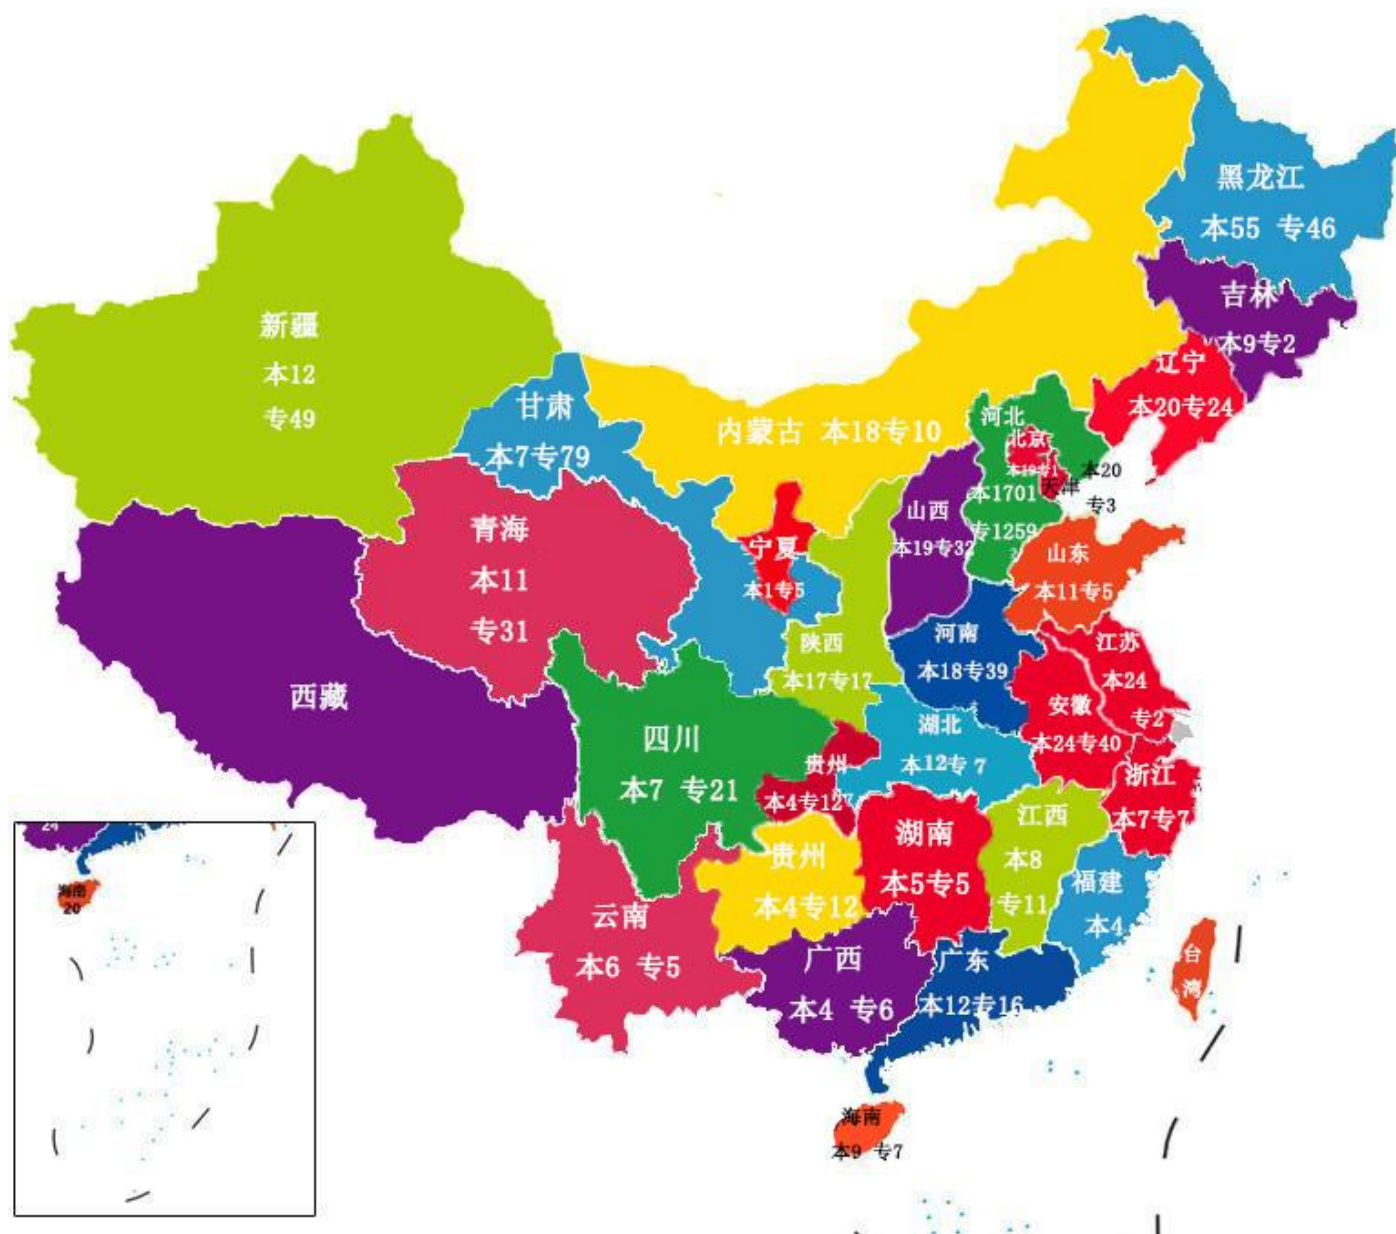 黑龙江
本55 专46
吉林
本9专2
辽宁
本20专24
新疆
本12
专49
甘肃
本7专79
内蒙古 本18专10
河北
北京
本19专1
天津
本20
专3
本1701
专1259
山西
本19专32
青海
本11
专31
宁夏
本1专5
山东
本11专5
陕西
本17专17
河南
本18专39
江苏
本24
专2
安徽
本24专40
西藏
四川
本7 专21
湖北
本12专 7
贵州
本4专12
浙江
本7专7
湖南
本5专5
江西
本8
专11
贵州
本4专12
福建
本4
云南
本6 专5
广西
本4 专6
广东
本12专16
台
湾
海南
本9 专7
24
海南
20